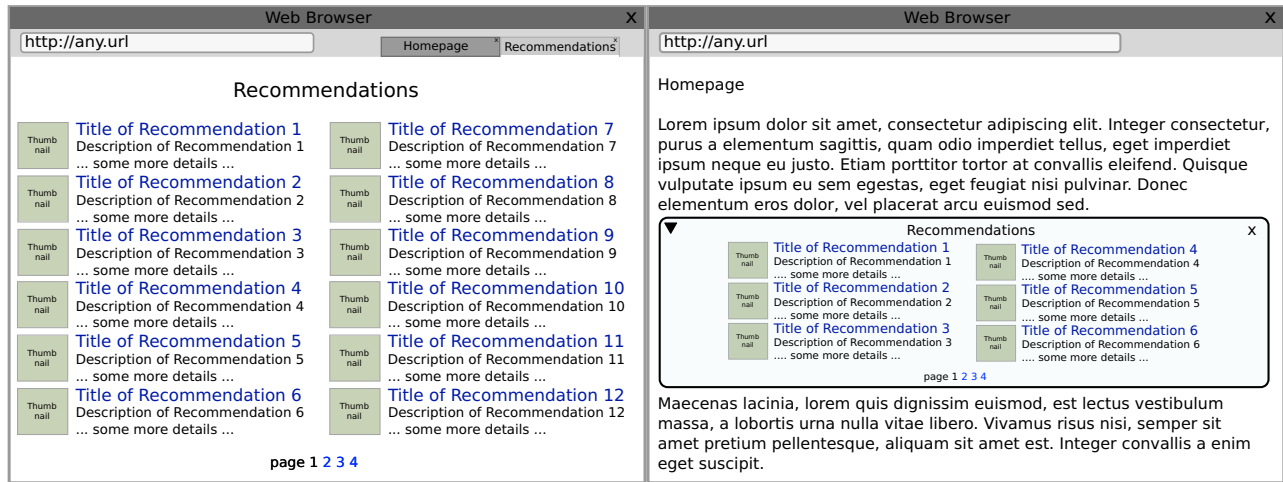 Web Browser X
http://any.url
Homepage x
Recommendations x
Recommendations
Thumb
nail
Title of Recommendation 1
Description of Recommendation 1
... some more details ...
Thumb
nail
Title of Recommendation 2
Description of Recommendation 2
... some more details ...
Thumb
nail
Title of Recommendation 3
Description of Recommendation 3
... some more details ...
Thumb
nail
Title of Recommendation 4
Description of Recommendation 4
... some more details ...
Thumb
nail
Title of Recommendation 5
Description of Recommendation 5
... some more details ...
Thumb
nail
Title of Recommendation 6
Description of Recommendation 6
... some more details ...
Thumb
nail
Title of Recommendation 7
Description of Recommendation 7
... some more details ...
Thumb
nail
Title of Recommendation 8
Description of Recommendation 8
... some more details ...
Thumb
nail
Title of Recommendation 9
Description of Recommendation 9
... some more details ...
Thumb
nail
Title of Recommendation 10
Description of Recommendation 10
... some more details ...
Thumb
nail
Title of Recommendation 11
Description of Recommendation 11
... some more details ...
Thumb
nail
Title of Recommendation 12
Description of Recommendation 12
... some more details ...
page 1 2 3 4
Web Browser X
http://any.url
Homepage
Lorem ipsum dolor sit amet, consectetur adipiscing elit. Integer consectetur,
purus a elementum sagittis, quam odio imperdiet tellus, eget imperdiet
ipsum neque eu justo. Etiam porttitor tortor at convallis eleifend. Quisque
vulputate ipsum eu sem egestas, eget feugiat nisi pulvinar. Donec
elementum eros dolor, vel placerat arcu euismod sed.
Recommendations X
Thumb
nail
Title of Recommendation 1
Description of Recommendation 1
.... some more details ...
Thumb
nail
Title of Recommendation 2
Description of Recommendation 2
.... some more details ...
Thumb
nail
Title of Recommendation 3
Description of Recommendation 3
.... some more details ...
Thumb
nail
Title of Recommendation 4
Description of Recommendation 4
.... some more details ...
Thumb
nail
Title of Recommendation 5
Description of Recommendation 5
.... some more details ...
Thumb
nail
Title of Recommendation 6
Description of Recommendation 6
.... some more details ...
page 1 2 3 4
Maecenas lacinia, lorem quis dignissim euismod, est lectus vestibulum
massa, a lobortis urna nulla vitae libero. Vivamus risus nisi, semper sit
amet pretium pellentesque, aliquam sit amet est. Integer convallis a enim
eget suscipit.